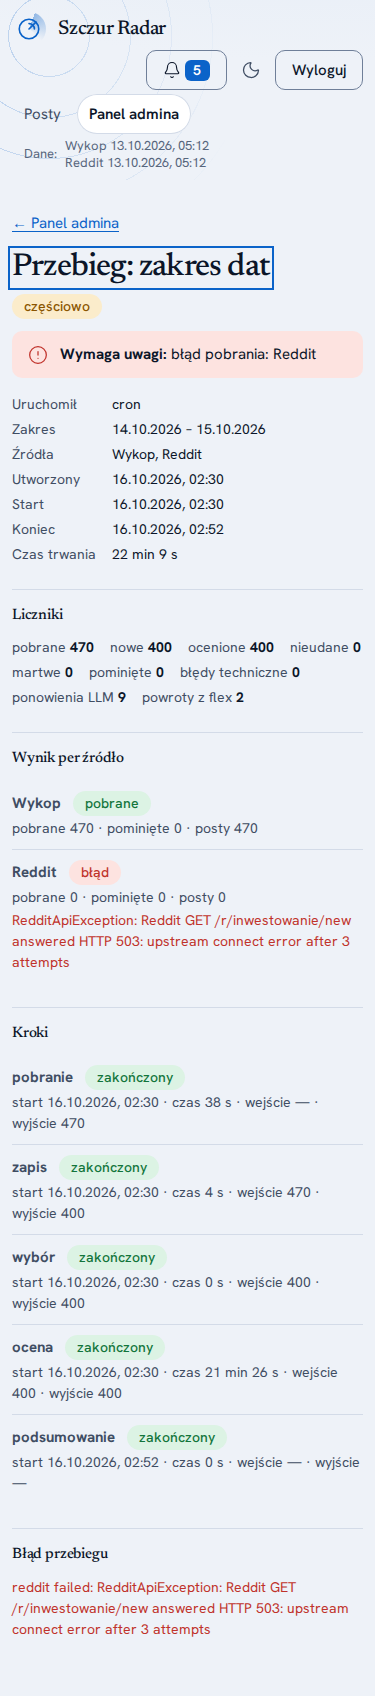 Szczur Radar
5
Wyloguj
Posty
Panel admina
Dane:
Wykop 13.10.2026, 05:12
Reddit 13.10.2026, 05:12
← Panel admina
Przebieg: zakres dat
częściowo
Wymaga uwagi: błąd pobrania: Reddit
Uruchomił cron
Zakres 14.10.2026 – 15.10.2026
Źródła Wykop, Reddit
Utworzony 16.10.2026, 02:30
Start 16.10.2026, 02:30
Koniec 16.10.2026, 02:52
Czas trwania 22 min 9 s
Liczniki
pobrane 470 nowe 400 ocenione 400 nieudane 0
martwe 0 pominięte 0 błędy techniczne 0
ponowienia LLM 9 powroty z flex 2
Wynik per źródło
Wykop pobrane
pobrane 470 · pominięte 0 · posty 470
Reddit błąd
pobrane 0 · pominięte 0 · posty 0
RedditApiException: Reddit GET /r/inwestowanie/new
answered HTTP 503: upstream connect error after 3
attempts
Kroki
pobranie zakończony
start 16.10.2026, 02:30 · czas 38 s · wejście — ·
wyjście 470
zapis zakończony
start 16.10.2026, 02:30 · czas 4 s · wejście 470 ·
wyjście 400
wybór zakończony
start 16.10.2026, 02:30 · czas 0 s · wejście 400 ·
wyjście 400
ocena zakończony
start 16.10.2026, 02:30 · czas 21 min 26 s · wejście
400 · wyjście 400
podsumowanie zakończony
start 16.10.2026, 02:52 · czas 0 s · wejście — · wyjście
—
Błąd przebiegu
reddit failed: RedditApiException: Reddit GET
/r/inwestowanie/new answered HTTP 503: upstream
connect error after 3 attempts